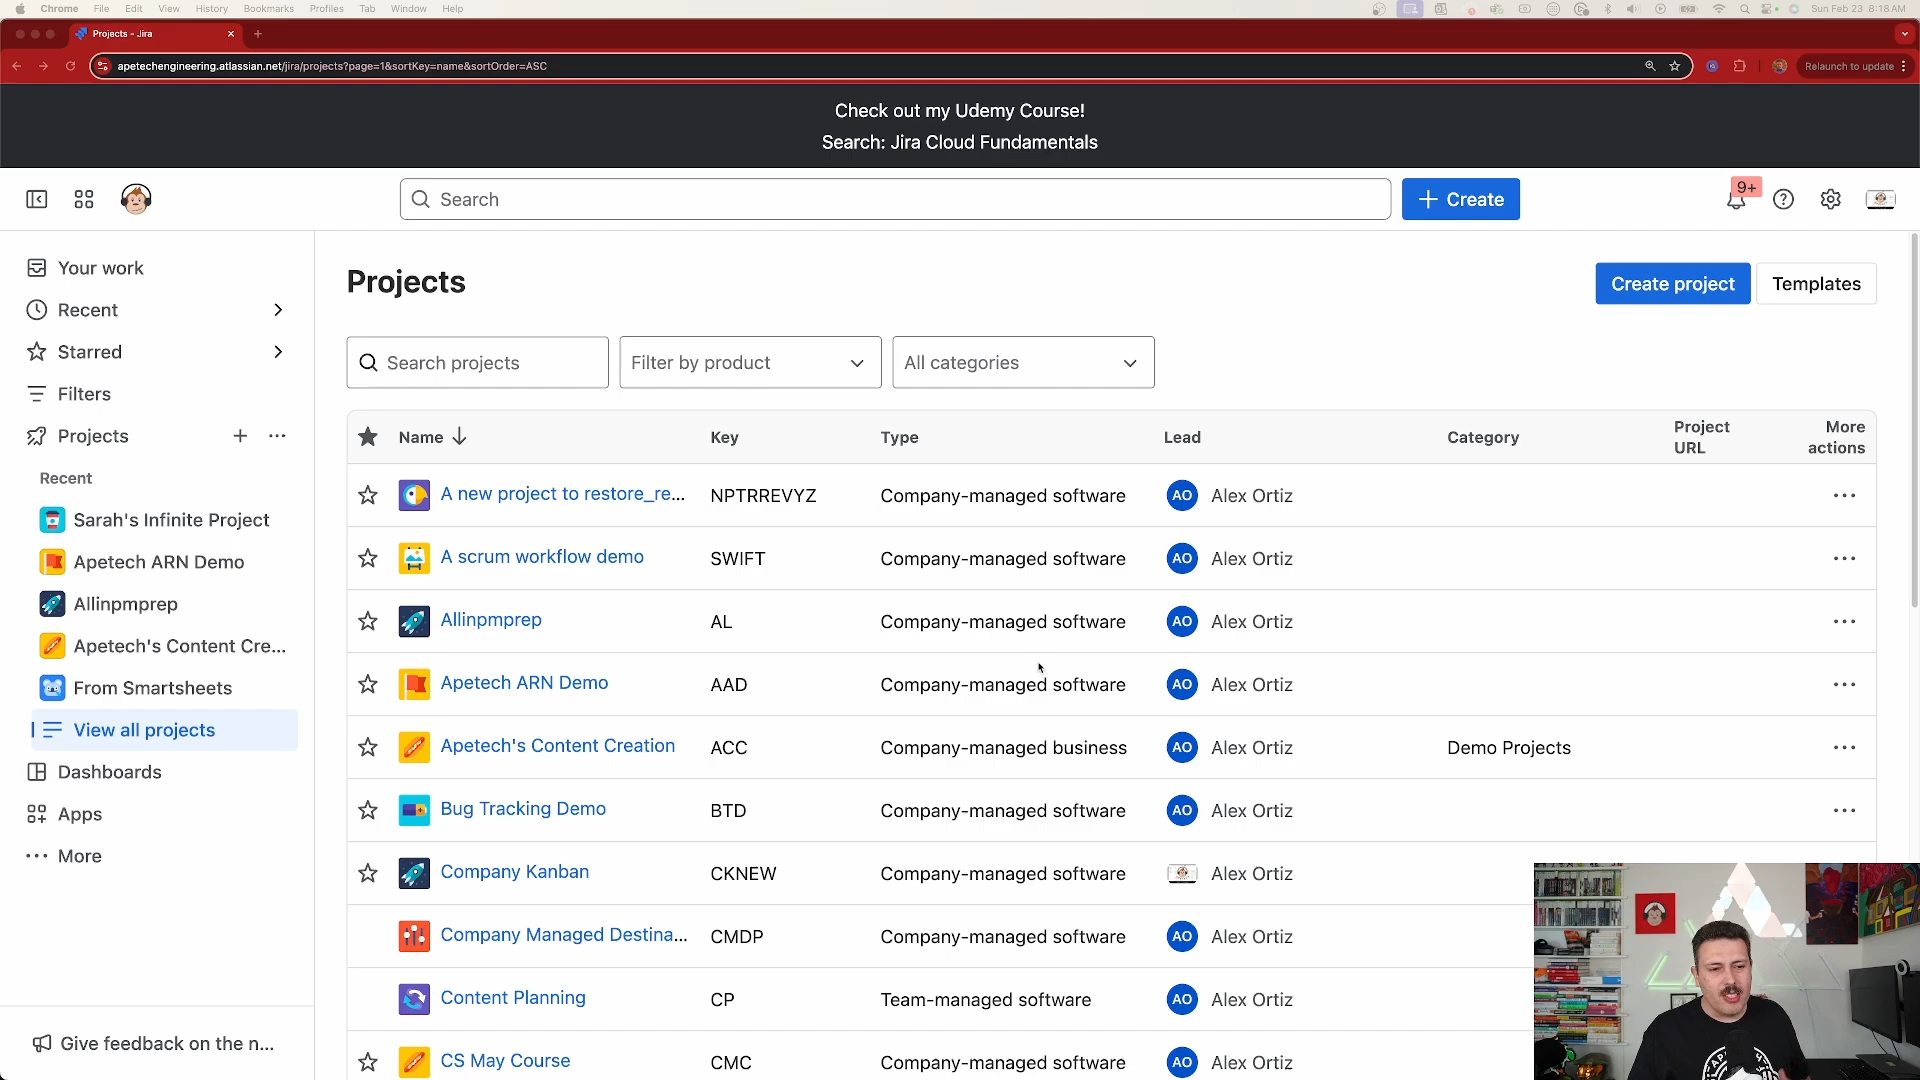 Chrome File Edit View History Bookmarks Profiles Tab Window Help
Sun Feb 23 8:18 AM
Projects - Jira
apetechengineering.atlassian.net/jira/projects?page=1&sortKey=name&sortOrder=ASC
Relaunch to update
Check out my Udemy Course!
Search: Jira Cloud Fundamentals
Search
Create
9+
Your work
Recent
Starred
Filters
Projects
Recent
Sarah's Infinite Project
Apetech ARN Demo
Allinpmprep
Apetech's Content Cre...
From Smartsheets
View all projects
Dashboards
Apps
More
Give feedback on the n...
Projects
Create project
Templates
Search projects
Filter by product
All categories
Name Key Type Lead Category Project URL More actions
A new project to restore_re... NPTRREVYZ Company-managed software AO Alex Ortiz
A scrum workflow demo SWIFT Company-managed software AO Alex Ortiz
Allinpmprep AL Company-managed software AO Alex Ortiz
Apetech ARN Demo AAD Company-managed software AO Alex Ortiz
Apetech's Content Creation ACC Company-managed business AO Alex Ortiz Demo Projects
Bug Tracking Demo BTD Company-managed software AO Alex Ortiz
Company Kanban CKNEW Company-managed software Alex Ortiz
Company Managed Destina... CMDP Company-managed software AO Alex Ortiz
Content Planning CP Team-managed software AO Alex Ortiz
CS May Course CMC Company-managed software AO Alex Ortiz